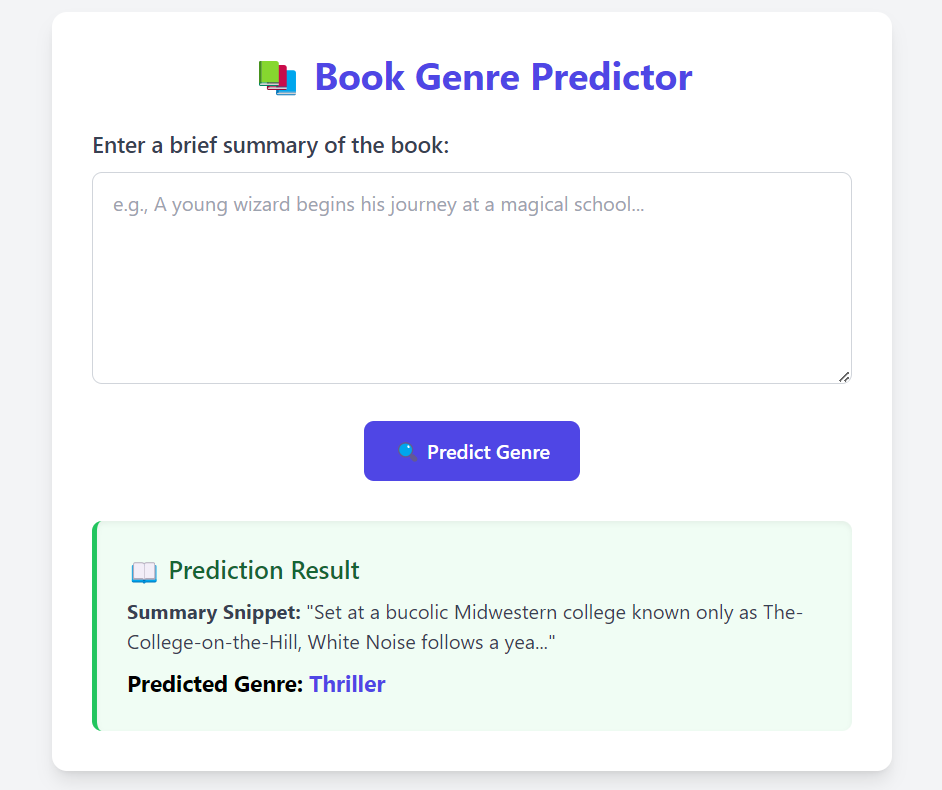 Book Genre Predictor
Enter a brief summary of the book:
e.g., A young wizard begins his journey at a magical school...
Predict Genre
Prediction Result
Summary Snippet: "Set at a bucolic Midwestern college known only as The-
College-on-the-Hill, White Noise follows a yea..."
Predicted Genre: Thriller